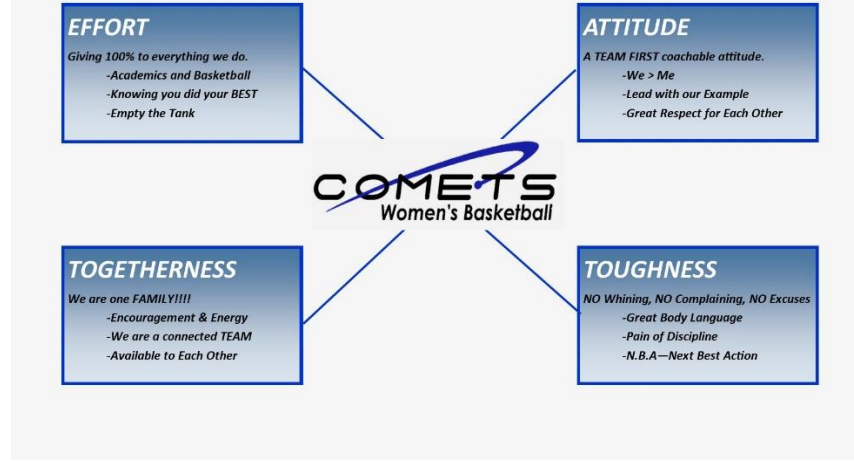 EFFORT
Giving 100% to everything we do.
-Academics and Basketball
-Knowing you did your BEST
-Empty the Tank
ATTITUDE
A TEAM FIRST coachable attitude.
-We > Me
-Lead with our Example
-Great Respect for Each Other
COMETS
Women's Basketball
TOGETHERNESS
We are one FAMILY!!!!
-Encouragement & Energy
-We are a connected TEAM
-Available to Each Other
TOUGHNESS
NO Whining, NO Complaining, NO Excuses
-Great Body Language
-Pain of Discipline
-N.B.A—Next Best Action